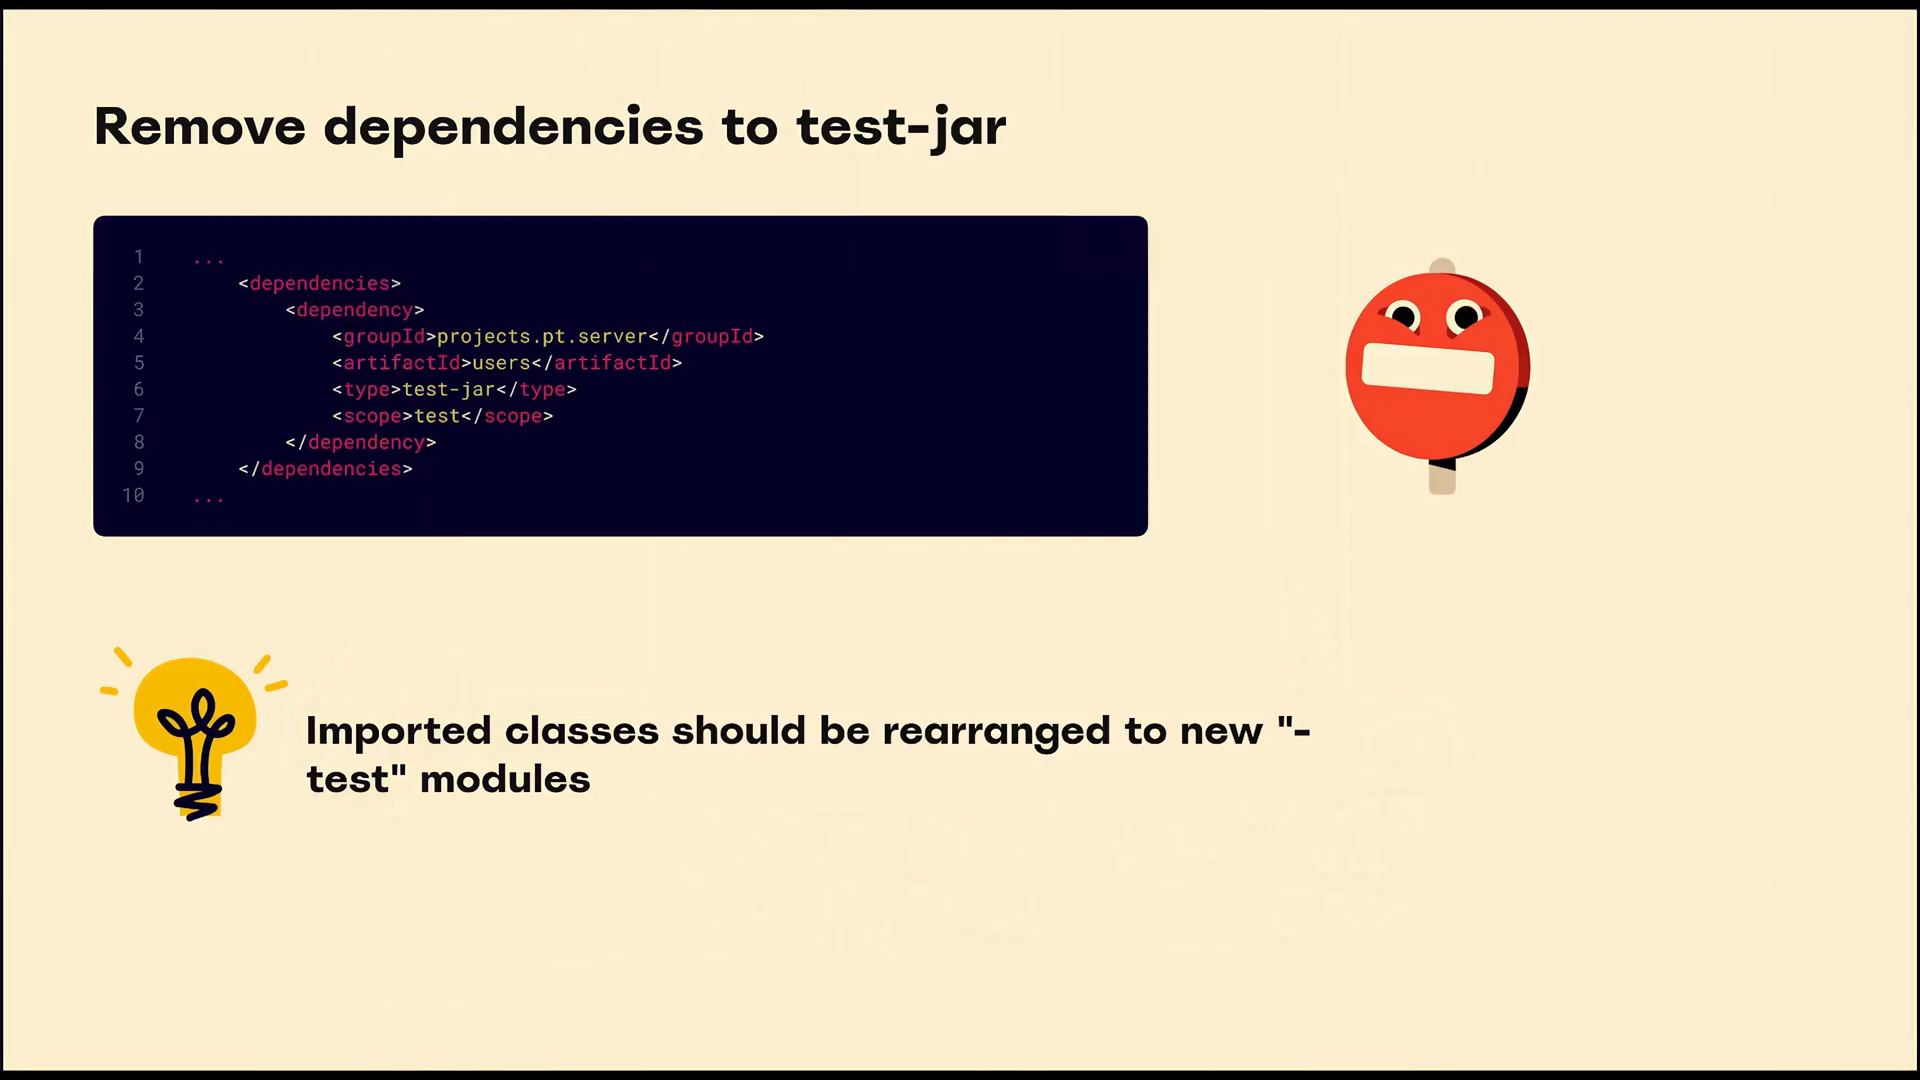 Remove dependencies to test-jar
1 ...
2 <dependencies>
3 <dependency>
4 <groupId>projects.pt.server</groupId>
5 <artifactId>users</artifactId>
6 <type>test-jar</type>
7 <scope>test</scope>
8 </dependency>
9 </dependencies>
10 ...
Imported classes should be rearranged to new "-
test" modules